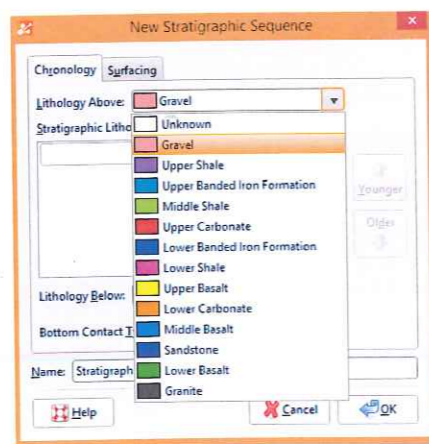 New Stratigraphic Sequence
Chronology Surfacing
Lithology Above: Gravel
Stratigraphic Litho
Unknown
Gravel
Upper Shale
Upper Banded Iron Formation
Middle Shale
Upper Carbonate
Lower Banded Iron Formation
Lower Shale
Upper Basalt
Lower Carbonate
Middle Basalt
Sandstone
Lower Basalt
Granite
Younger
Older
Lithology Below:
Bottom Contact T
Name: Stratigraph
Help Cancel OK